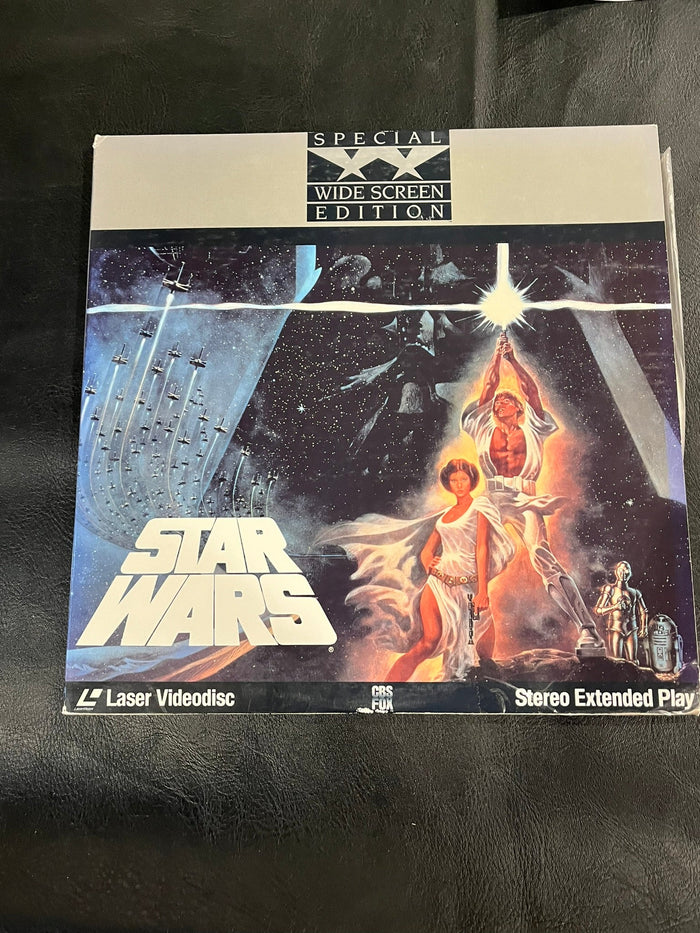 SPECIAL
WIDE SCREEN
EDITION
STAR
WARS®
Laser Videodisc
CBS
FOX
Stereo Extended Play